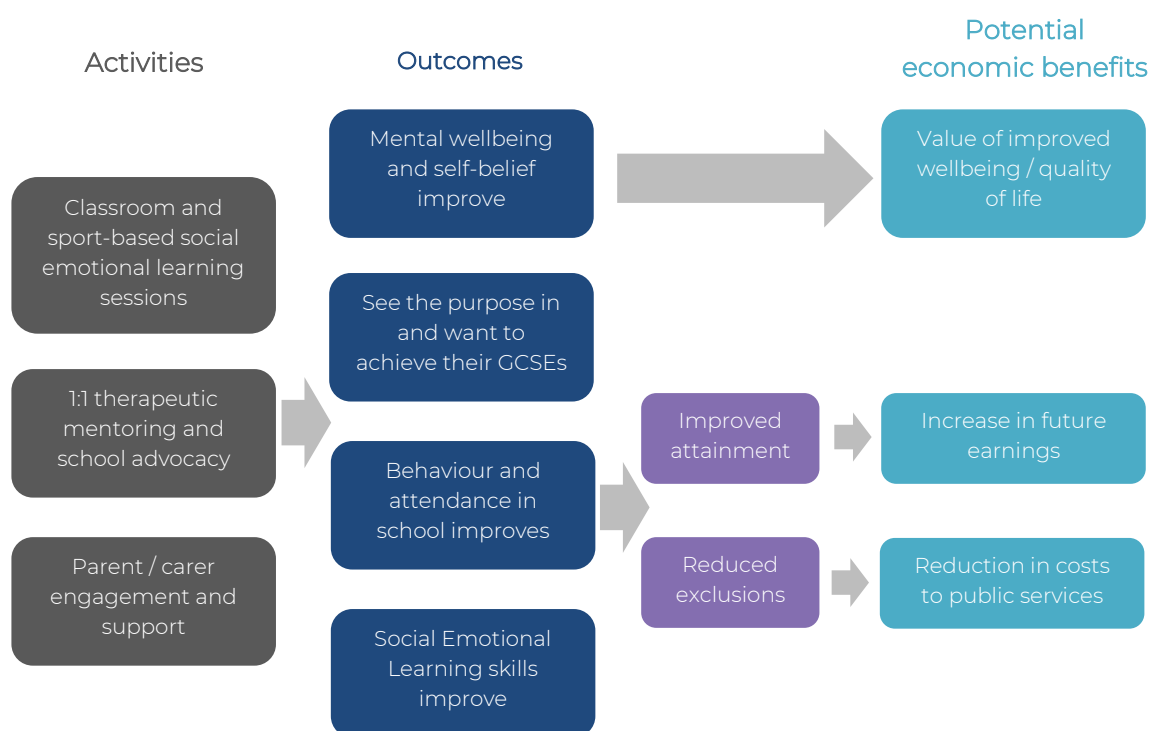 Activities
Outcomes
Potential
economic benefits
Classroom and
sport-based social
emotional learning
sessions
1:1 therapeutic
mentoring and
school advocacy
Parent / carer
engagement and
support
Mental wellbeing
and self-belief
improve
See the purpose in
and want to
achieve their GCSEs
Behaviour and
attendance in
school improves
Social Emotional
Learning skills
improve
Improved
attainment
Reduced
exclusions
Value of improved
wellbeing / quality
of life
Increase in future
earnings
Reduction in costs
to public services